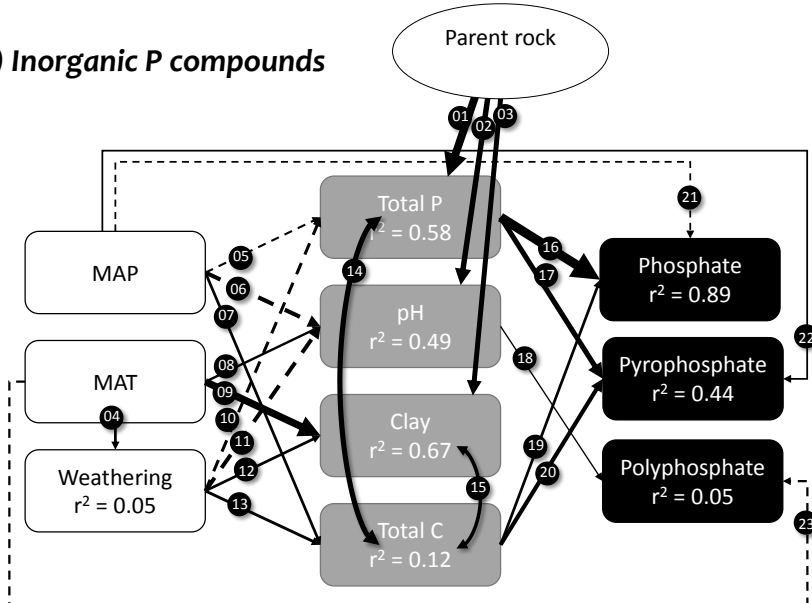 ) Inorganic P compounds
Parent rock
01
02
03
Total P
r² = 0.58
21
05
14
16
17
MAP
06
07
Phosphate
r² = 0.89
pH
r² = 0.49
22
18
08
MAT
09
10
11
Pyrophosphate
r² = 0.44
04
Clay
r² = 0.67
12
13
19
20
Weathering
r² = 0.05
15
Polyphosphate
r² = 0.05
23
Total C
r² = 0.12